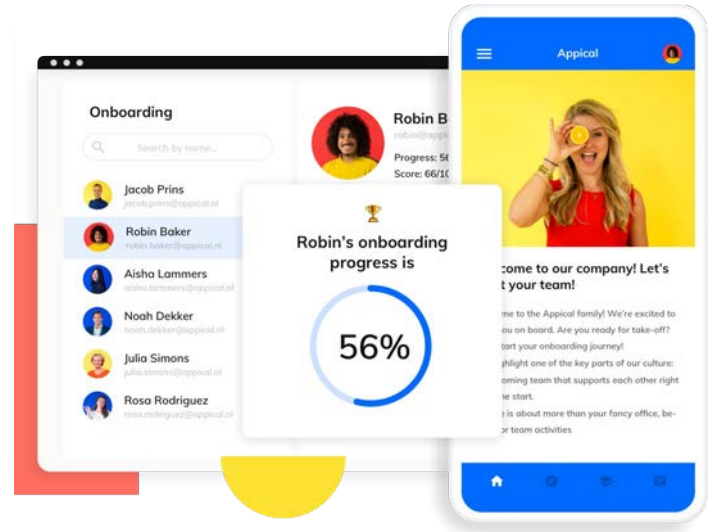 Onboarding
Search by name...
Jacob Prins
jacob.prins@appical.nl
Robin Baker
robin.baker@appical.nl
Aisha Lammers
aisha.lammers@appical.nl
Noah Dekker
noah.dekker@appical.nl
Julia Simons
julia.simons@appical.nl
Rosa Rodriguez
rosa.rodriguez@appical.nl
Robin B
robin@appi
Progress: 56
Score: 66/10
Robin's onboarding
progress is
56%
Appical
come to our company! Let's
t your team!
me to the Appical family! We're excited to
ou on board. Are you ready for take-off?
tart your onboarding journey!
ghlight one of the key parts of our culture:
oming team that supports each other right
he start.
e is about more than your fancy office, be-
or team activities